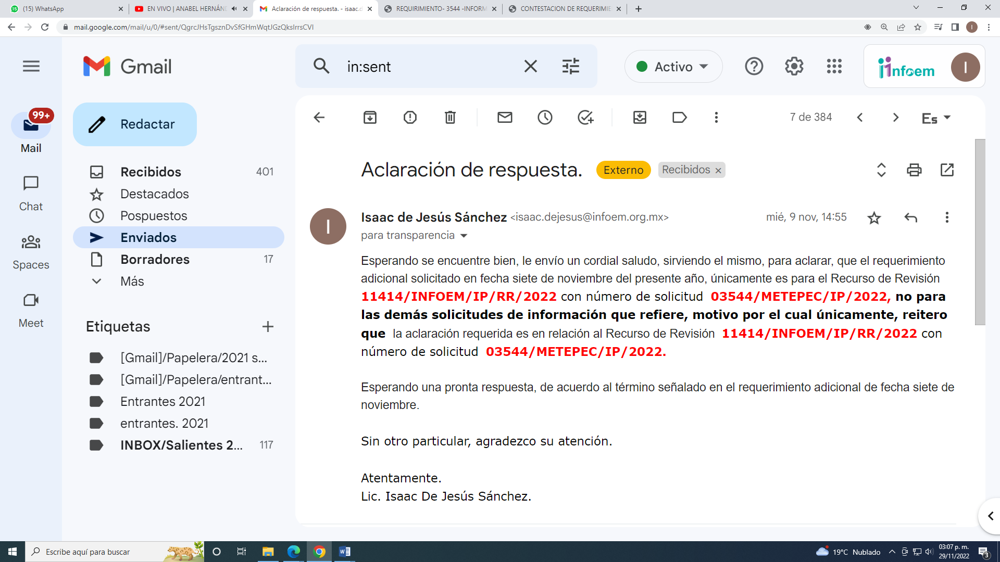 (15) WhatsApp
EN VIVO | ANABEL HERNÁN
Aclaración de respuesta. - isaac.d
REQUIRIMIENTO- 3544 -INFORM
CONTESTACION DE REQUERIMIE
mail.google.com/mail/u/0/#sent/QgrcJHsTgsznDvSfGHmWqtJGzQkslrrsCVl
Gmail
in:sent
Activo
infoem
I
99+
Mail
Chat
Spaces
Meet
Redactar
Recibidos 401
Destacados
Pospuestos
Enviados
Borradores 17
Más
Etiquetas
[Gmail]/Papelera/2021 s...
[Gmail]/Papelera/entrant...
Entrantes 2021
entrantes. 2021
INBOX/Salientes 2... 117
7 de 384
Es
Aclaración de respuesta. Externo Recibidos ×
I
Isaac de Jesús Sánchez <isaac.dejesus@infoem.org.mx> mié, 9 nov, 14:55
para transparencia
Esperando se encuentre bien, le envío un cordial saludo, sirviendo el mismo, para aclarar, que el requerimiento
adicional solicitado en fecha siete de noviembre del presente año, únicamente es para el Recurso de Revisión
11414/INFOEM/IP/RR/2022 con número de solicitud 03544/METEPEC/IP/2022, no para
las demás solicitudes de información que refiere, motivo por el cual únicamente, reitero
que la aclaración requerida es en relación al Recurso de Revisión 11414/INFOEM/IP/RR/2022 con
número de solicitud 03544/METEPEC/IP/2022.
Esperando una pronta respuesta, de acuerdo al término señalado en el requerimiento adicional de fecha siete de
noviembre.
Sin otro particular, agradezco su atención.
Atentamente.
Lic. Isaac De Jesús Sánchez.
Escribe aquí para buscar
19°C Nublado
03:07 p. m.
29/11/2022
3